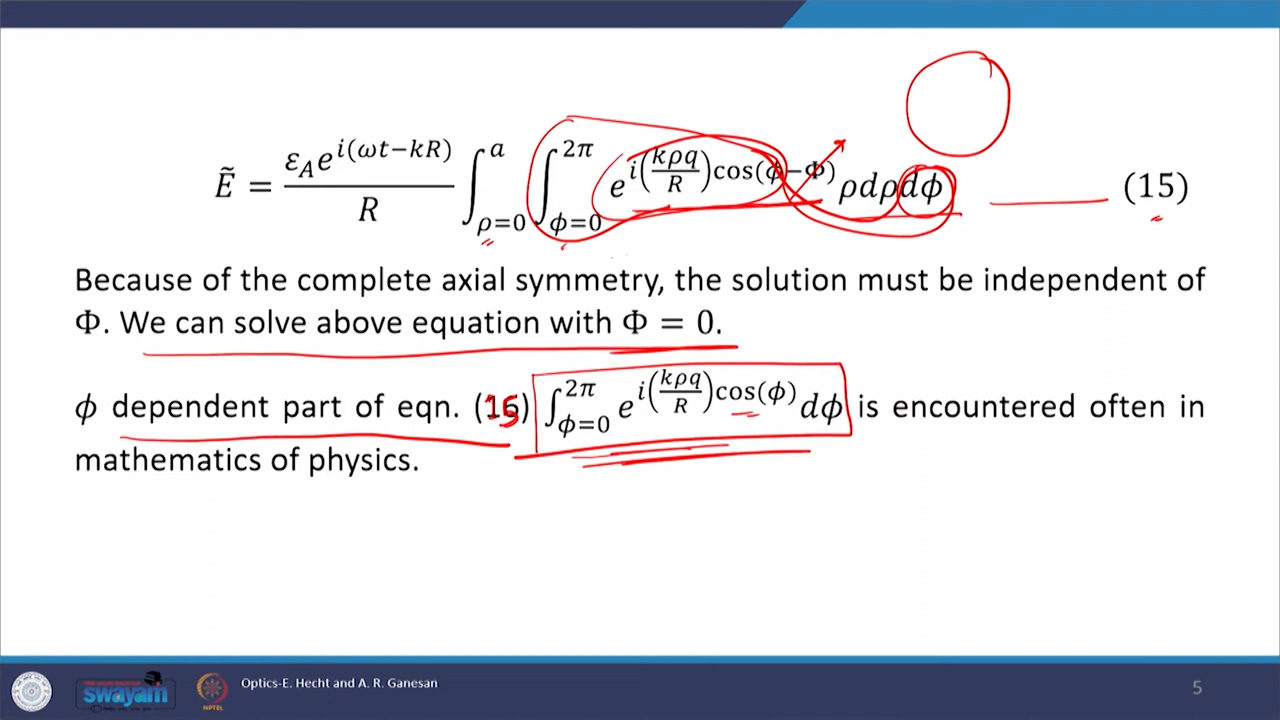 Ẽ = ε_A e^{i(ωt−kR)} / R ∫_{ρ=0}^{a} ∫_{ϕ=0}^{2π} e^{i(kρq/R)cos(ϕ−Φ)} ρdρdϕ ______ (15)
Because of the complete axial symmetry, the solution must be independent of
Φ. We can solve above equation with Φ = 0.
ϕ dependent part of eqn. (15) ∫_{ϕ=0}^{2π} e^{i(kρq/R)cos(ϕ)} dϕ is encountered often in
mathematics of physics.
swayam
NPTEL
Optics-E. Hecht and A. R. Ganesan
5